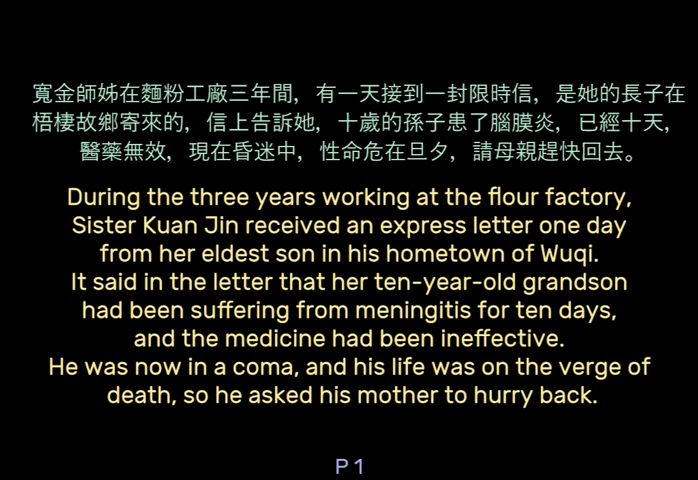 寬金師姊在麵粉工廠三年間，有一天接到一封限時信，是她的長子在
梧棲故鄉寄來的，信上告訴她，十歲的孫子患了腦膜炎，已經十天，
醫藥無效，現在昏迷中，性命危在旦夕，請母親趕快回去。
During the three years working at the flour factory,
Sister Kuan Jin received an express letter one day
from her eldest son in his hometown of Wuqi.
It said in the letter that her ten-year-old grandson
had been suffering from meningitis for ten days,
and the medicine had been ineffective.
He was now in a coma, and his life was on the verge of
death, so he asked his mother to hurry back.
P 1